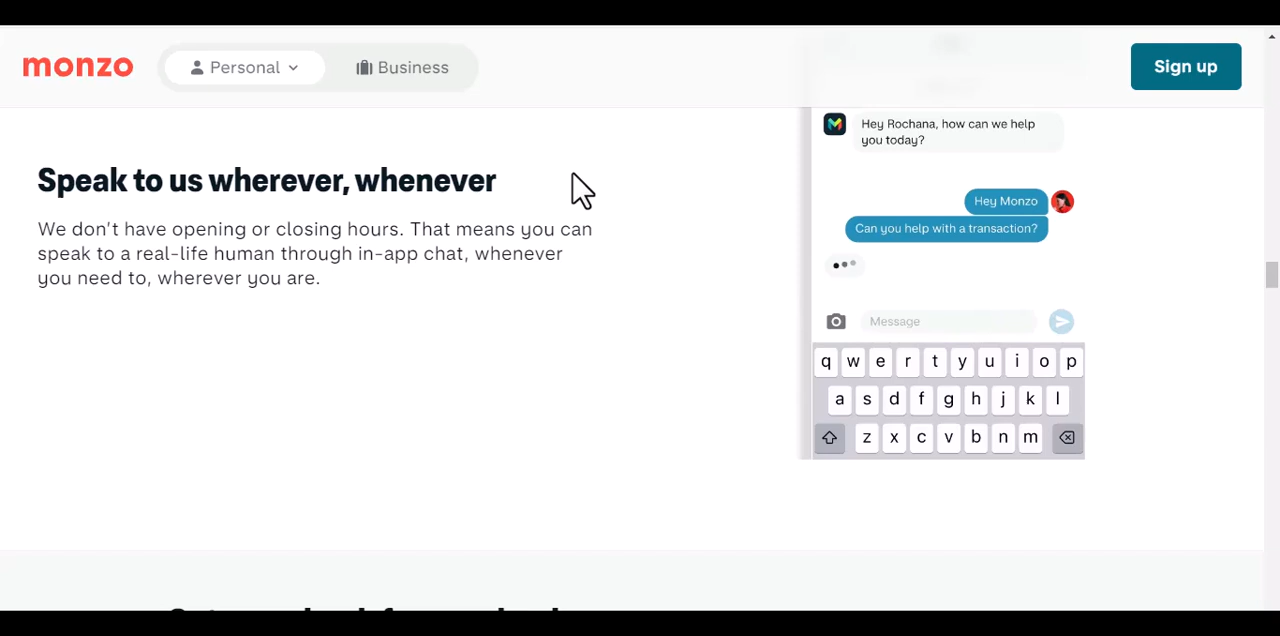 monzo
Personal
Business
Sign up
Speak to us wherever, whenever
We don't have opening or closing hours. That means you can
speak to a real-life human through in-app chat, whenever
you need to, wherever you are.
Hey Rochana, how can we help
you today?
Hey Monzo
Can you help with a transaction?
Message
q w e r t y u i o p
a s d f g h j k l
z x c v b n m